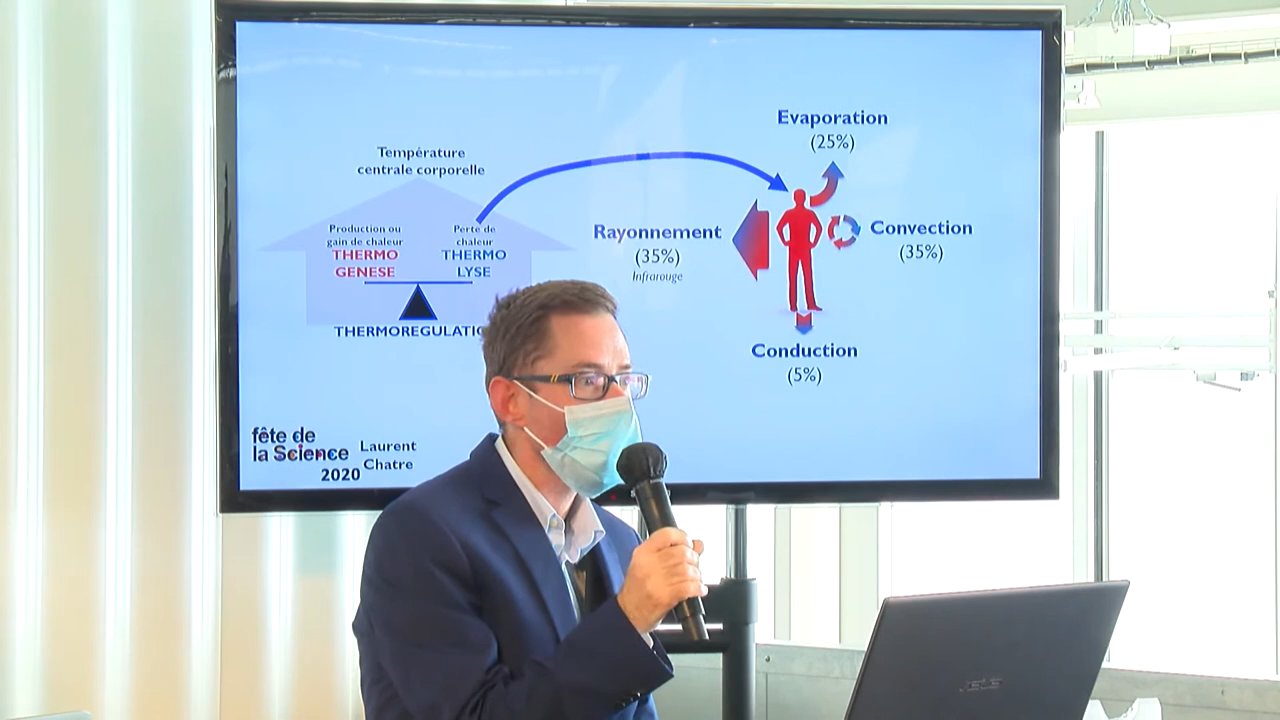 Température
centrale corporelle
Production ou
gain de chaleur
THERMO
GENESE
Perte de
chaleur
THERMO
LYSE
THERMOREGULATIO
Evaporation
(25%)
Rayonnement
(35%)
Infrarouge
Convection
(35%)
Conduction
(5%)
fête de
la Science
2020
Laurent
Chatre